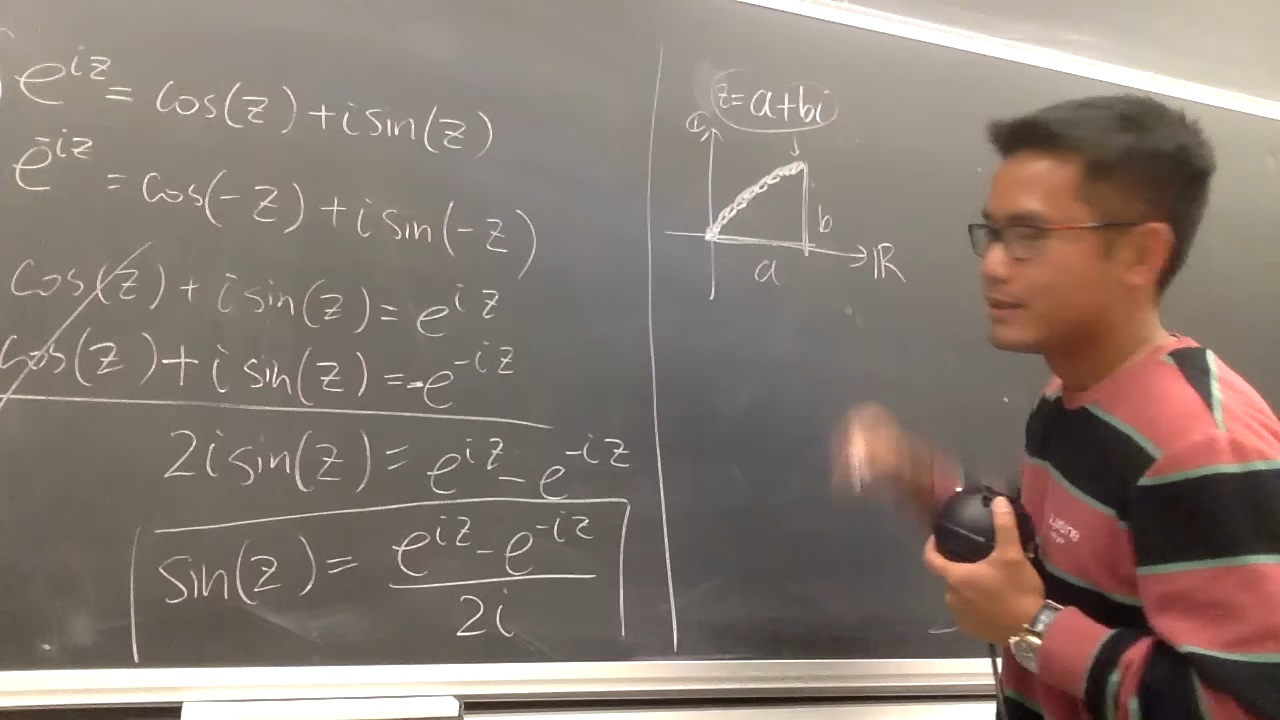 e^{iz} = cos(z) + i sin(z)
e^{-iz} = cos(-z) + i sin(-z)
cos(z) + i sin(z) = e^{iz}
cos(z) + i sin(z) = -e^{-iz}
2i sin(z) = e^{iz} - e^{-iz}
sin(z) = \frac{e^{iz} - e^{-iz}}{2i}
z = a+bi
b
a
ℝ